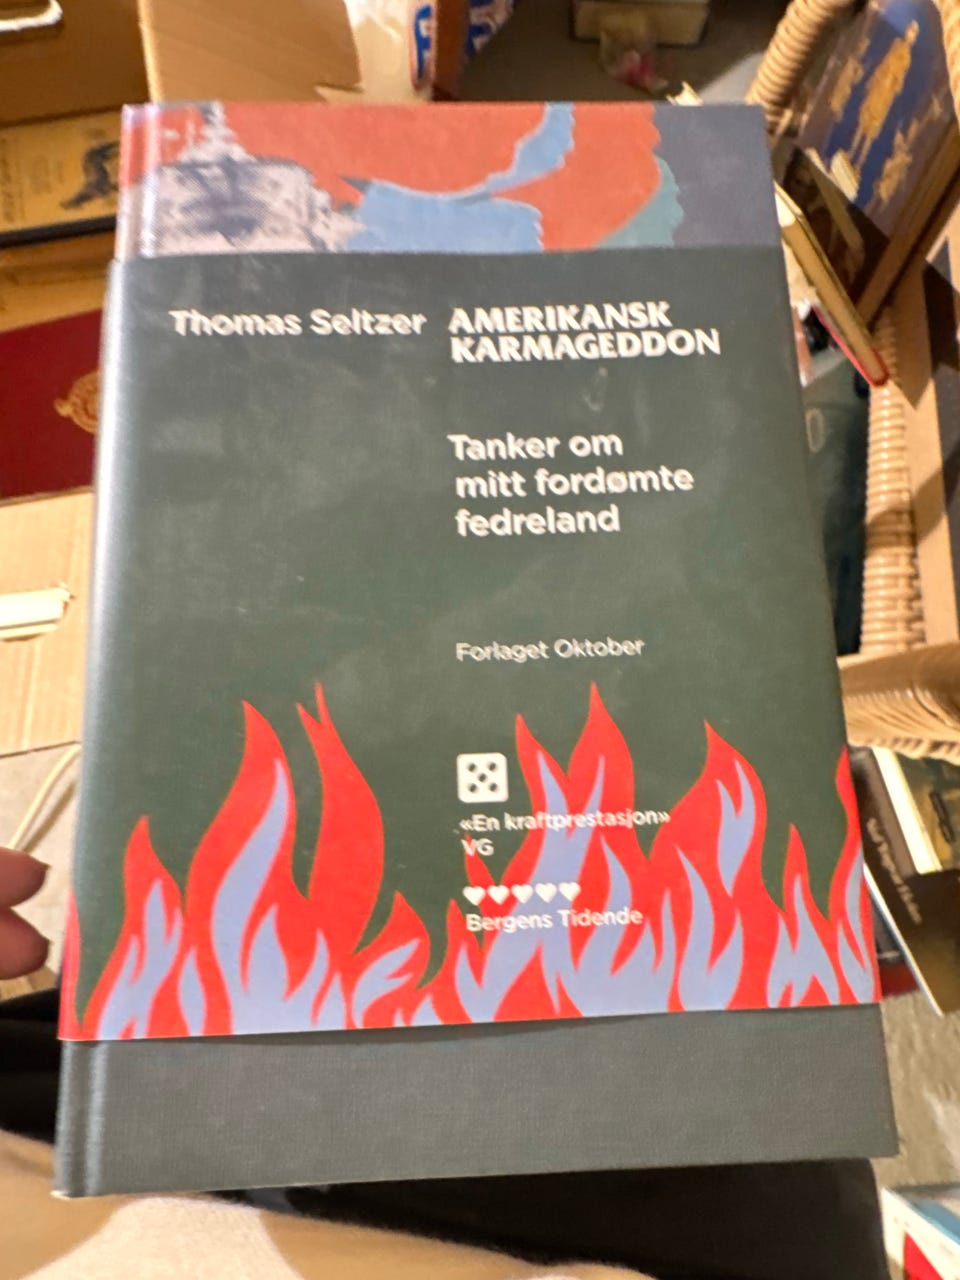 Thomas Seltzer
AMERIKANSK
KARMAGEDDON
Tanker om
mitt fordømte
fedreland
Forlaget Oktober
«En kraftprestasjon»
VG
♥♥♥♥♥
Bergens Tidende